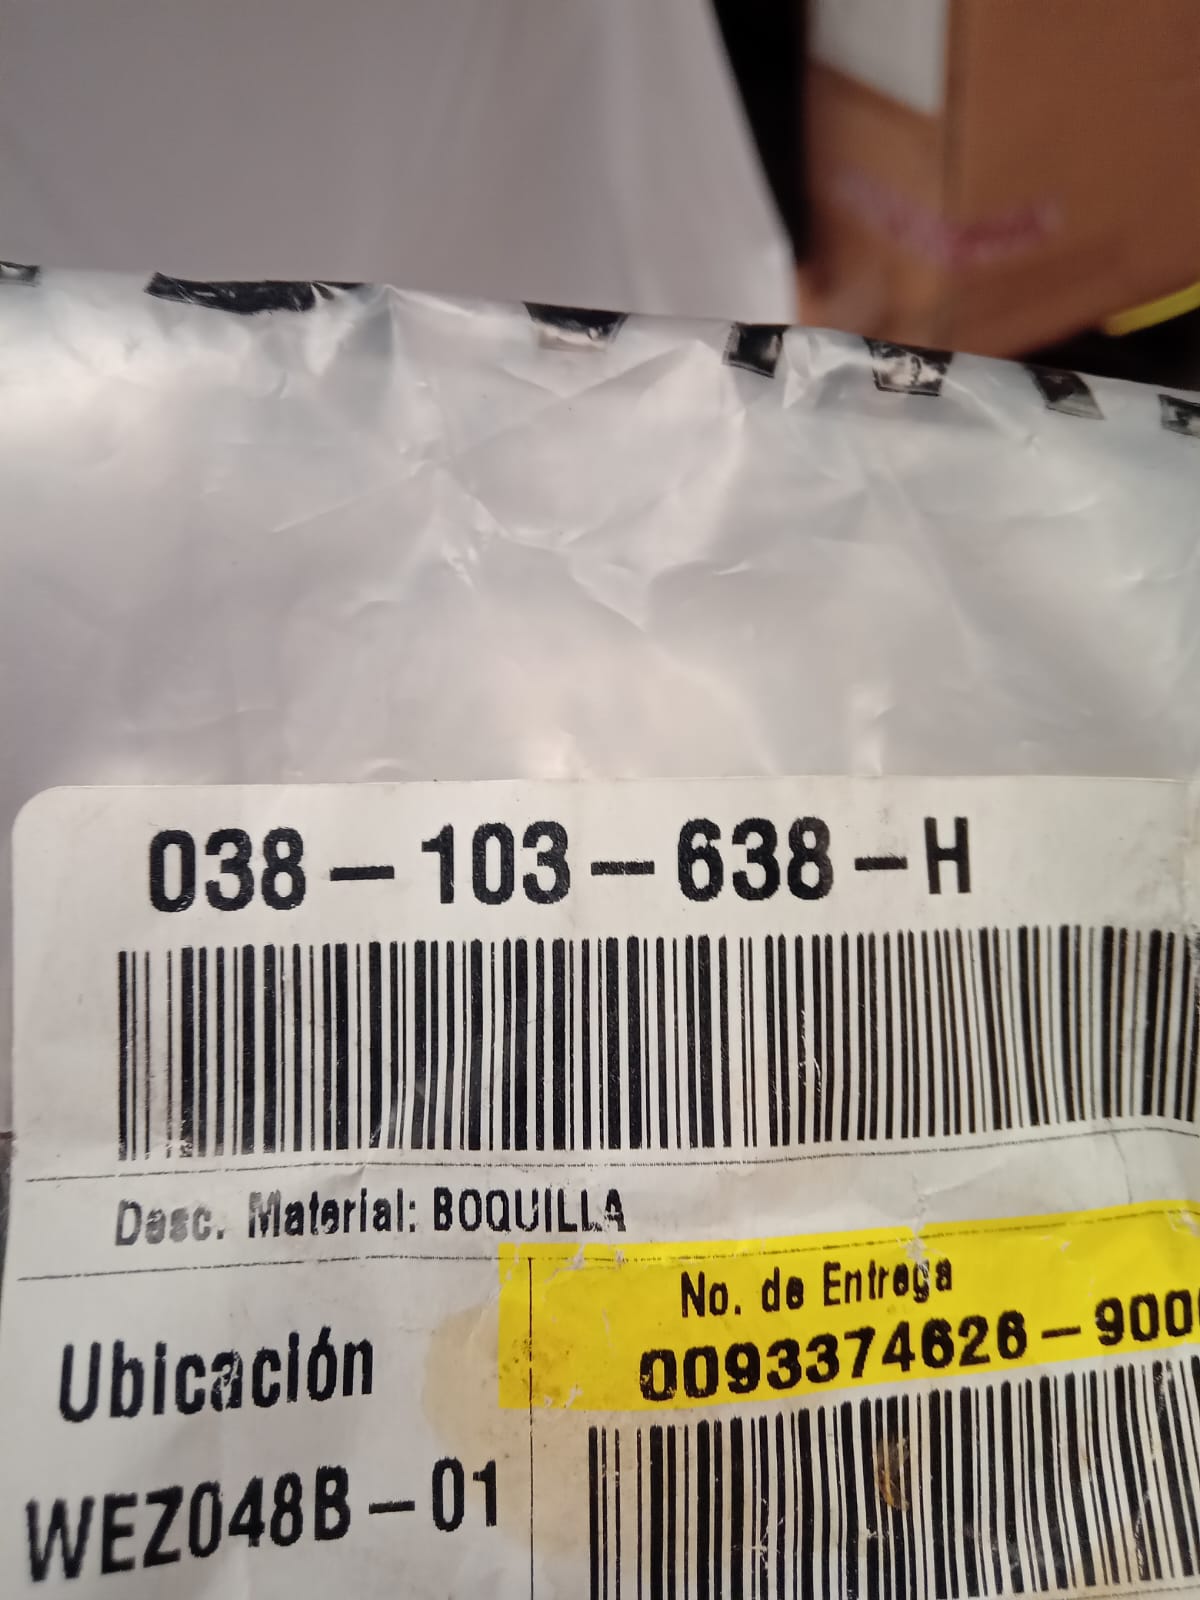 038-103-638-H
Desc. Material: BOQUILLA
No. de Entrega
0093374626-900
Ubicación
WEZ048B-01